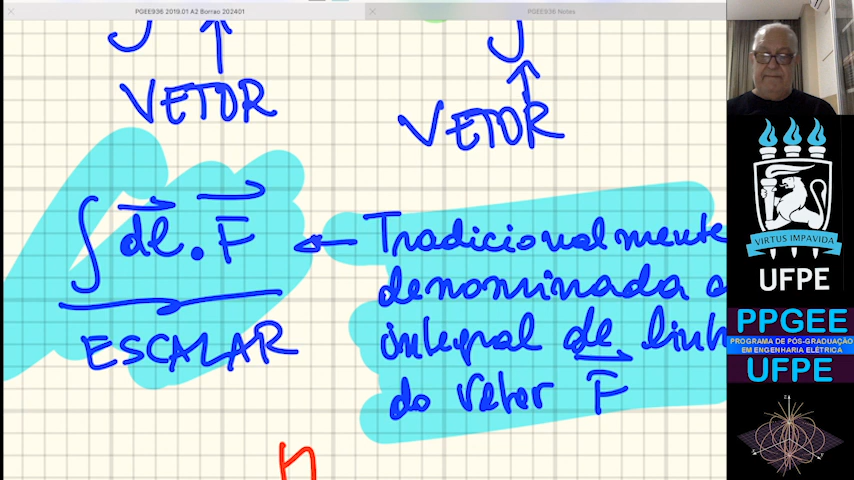 PGEE936 2019.01 A2 Borrao 202401
PGEE936 Notes
VETOR
VETOR
∫ dl . F
ESCALAR
Tradicionalmente
denominada a
integral de linh
do vetor F
VIRTUS IMPAVIDA
UFPE
PPGEE
PROGRAMA DE PÓS-GRADUAÇÃO
EM ENGENHARIA ELÉTRICA
UFPE